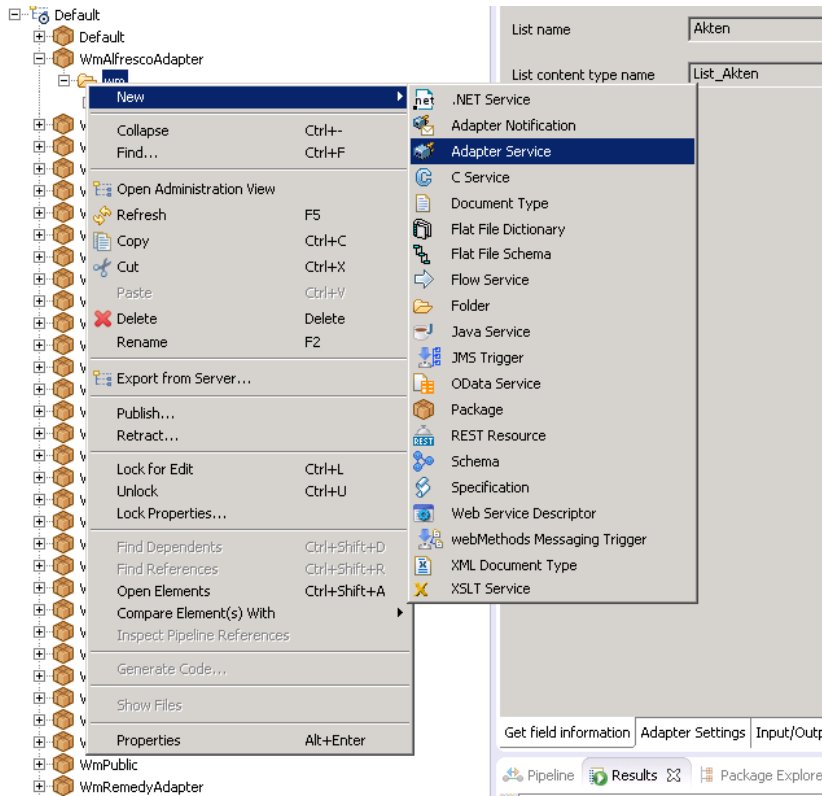 Default
Default
WmAlfrescoAdapter
wm
New
Collapse Ctrl+-
Find... Ctrl+F
Open Administration View
Refresh F5
Copy Ctrl+C
Cut Ctrl+X
Paste Ctrl+V
Delete Delete
Rename F2
Export from Server...
Publish...
Retract...
Lock for Edit Ctrl+L
Unlock Ctrl+U
Lock Properties...
Find Dependents Ctrl+Shift+D
Find References Ctrl+Shift+R
Open Elements Ctrl+Shift+A
Compare Element(s) With
Inspect Pipeline References
Generate Code...
Show Files
Properties Alt+Enter
WmPublic
WmRemedyAdapter
.NET Service
Adapter Notification
Adapter Service
C Service
Document Type
Flat File Dictionary
Flat File Schema
Flow Service
Folder
Java Service
JMS Trigger
OData Service
Package
REST Resource
Schema
Specification
Web Service Descriptor
webMethods Messaging Trigger
XML Document Type
XSLT Service
List name Akten
List content type name List_Akten
Get field information Adapter Settings Input/Outp
Pipeline Results Package Explore